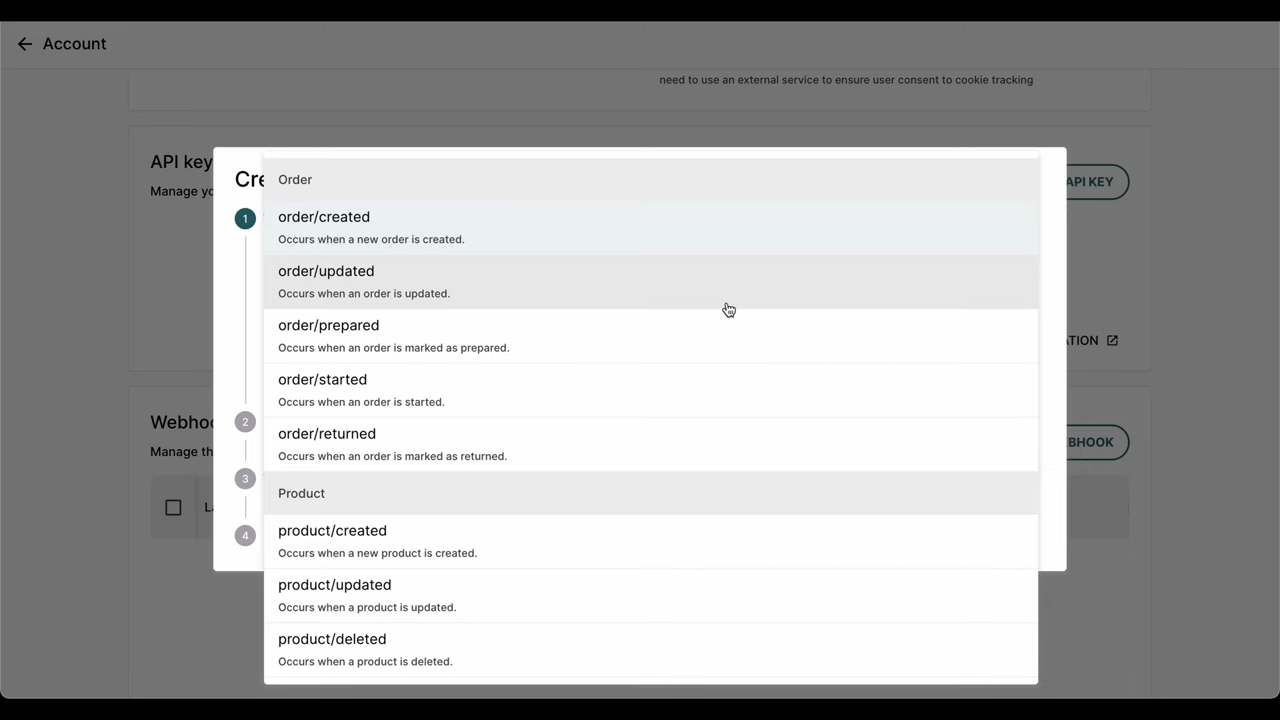 Account
need to use an external service to ensure user consent to cookie tracking
API key
Manage yo
API KEY
Cre
Order
1
order/created
Occurs when a new order is created.
order/updated
Occurs when an order is updated.
order/prepared
Occurs when an order is marked as prepared.
ATION
order/started
Occurs when an order is started.
Webhoo
2
order/returned
EBHOOK
Manage th
Occurs when an order is marked as returned.
3
Product
La
4
product/created
Occurs when a new product is created.
product/updated
Occurs when a product is updated.
product/deleted
Occurs when a product is deleted.